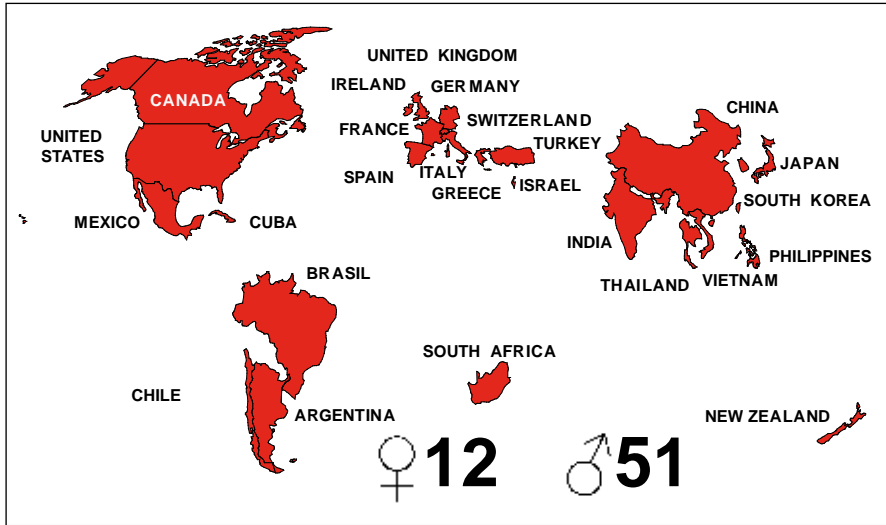 UNITED KINGDOM
IRELAND
GERMANY
CANADA
CHINA
SWITZERLAND
FRANCE
UNITED
STATES
TURKEY
JAPAN
ITALY
SPAIN
ISRAEL
GREECE
SOUTH KOREA
MEXICO
CUBA
INDIA
PHILIPPINES
VIETNAM
THAILAND
BRASIL
SOUTH AFRICA
CHILE
ARGENTINA
NEW ZEALAND
♀12 ♂51